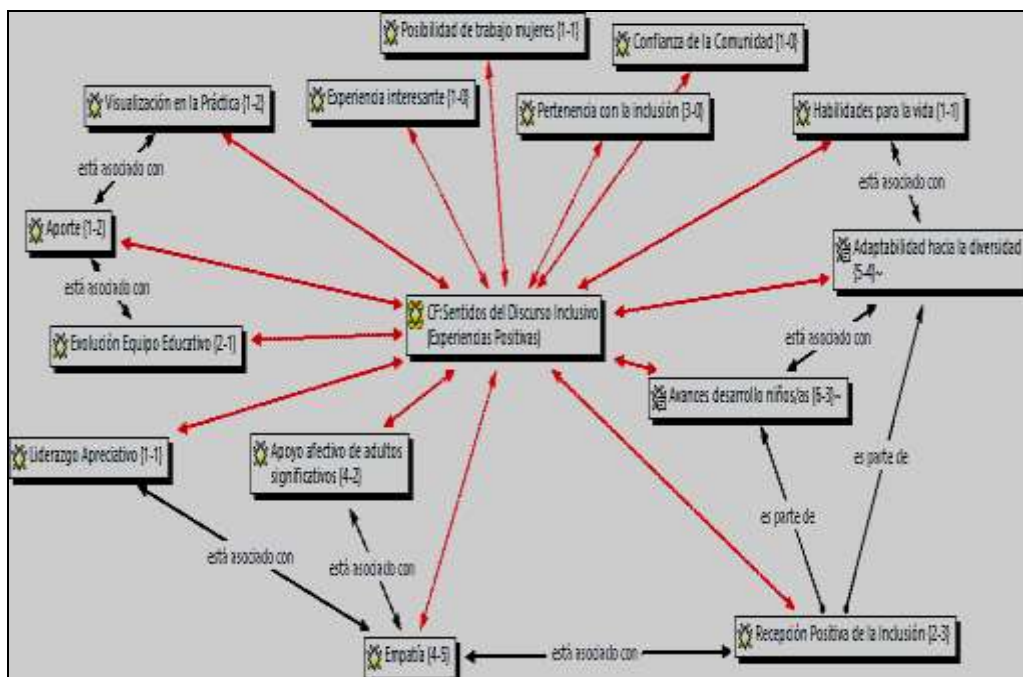 Posibilidad de trabajo mujeres {1-1}
Confianza de la Comunidad {1-0}
Visualización en la Práctica {1-2}
Experiencia interesante {1-0}
Pertenencia con la inclusión {3-0}
Habilidades para la vida {1-1}
está asociado con
está asociado con
Aporte {1-2}
Adaptabilidad hacia la diversidad
{5-4}~
está asociado con
CF:Sentidos del Discurso Inclusivo
(Experiencias Positivas)
Evolución Equipo Educativo {2-1}
está asociado con
Avances desarrollo niños/as {6-3}~
Liderazgo Apreciativo {1-1}
Apoyo afectivo de adultos
significativos {4-2}
es parte de
es parte de
está asociado con
está asociado con
Empatía {4-5}
está asociado con
Recepción Positiva de la Inclusión {2-3}